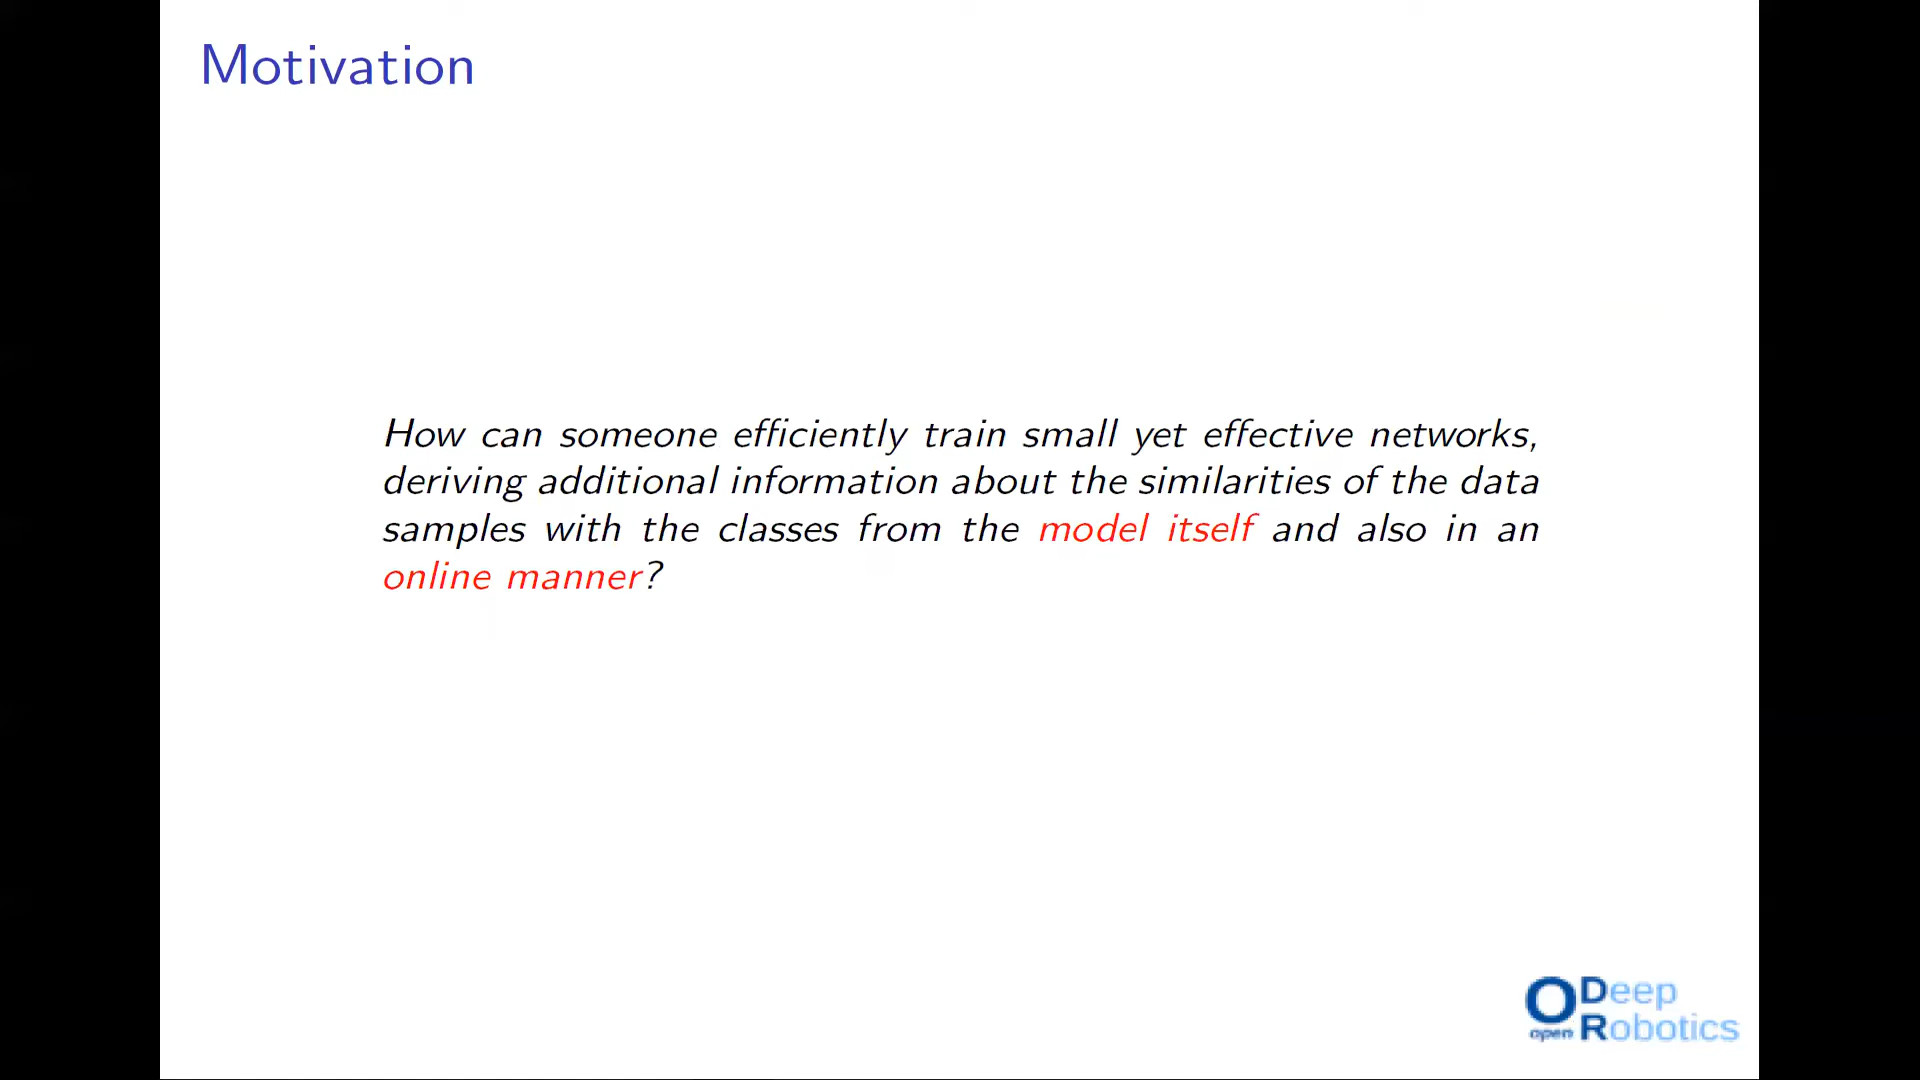 Motivation
How can someone efficiently train small yet effective networks,
deriving additional information about the similarities of the data
samples with the classes from the model itself and also in an
online manner?
Deep
open Robotics